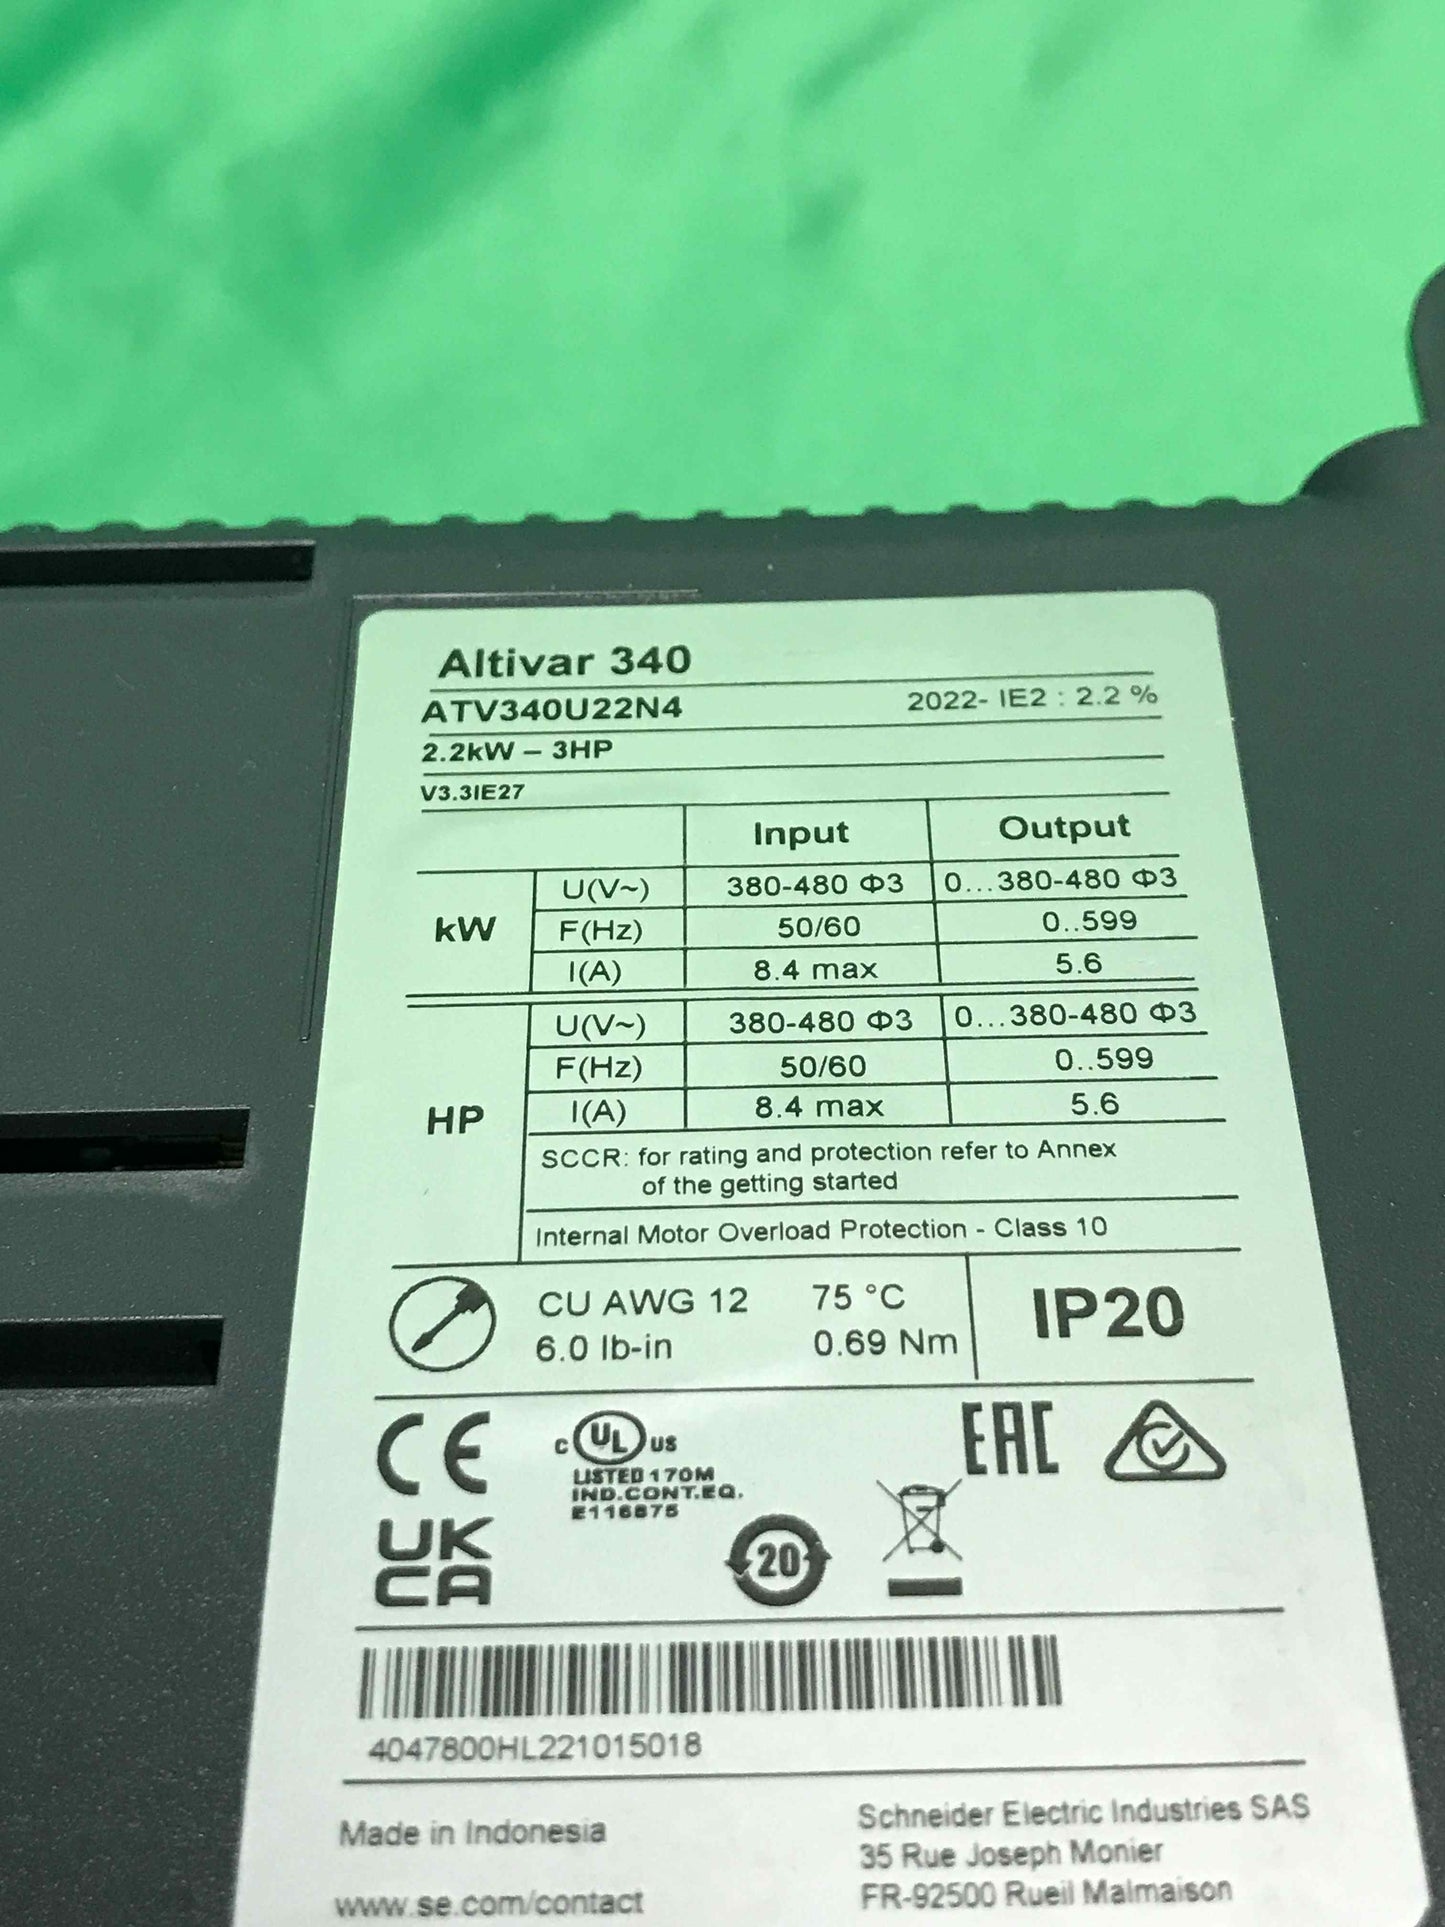 Altivar 340
ATV340U22N4 2022- IE2 : 2.2 %
2.2kW – 3HP
V3.3IE27
Input Output
kW
U(V~) 380-480 Φ3 0...380-480 Φ3
F(Hz) 50/60 0..599
I(A) 8.4 max 5.6
HP
U(V~) 380-480 Φ3 0...380-480 Φ3
F(Hz) 50/60 0..599
I(A) 8.4 max 5.6
SCCR: for rating and protection refer to Annex
of the getting started
Internal Motor Overload Protection - Class 10
CU AWG 12 75 °C
6.0 lb-in 0.69 Nm
IP20
CE
C UL US
LISTED 170M
IND.CONT.EQ.
E116875
EAC
UK
CA
20
4047800HL221015018
Made in Indonesia
www.se.com/contact
Schneider Electric Industries SAS
35 Rue Joseph Monier
FR-92500 Rueil Malmaison